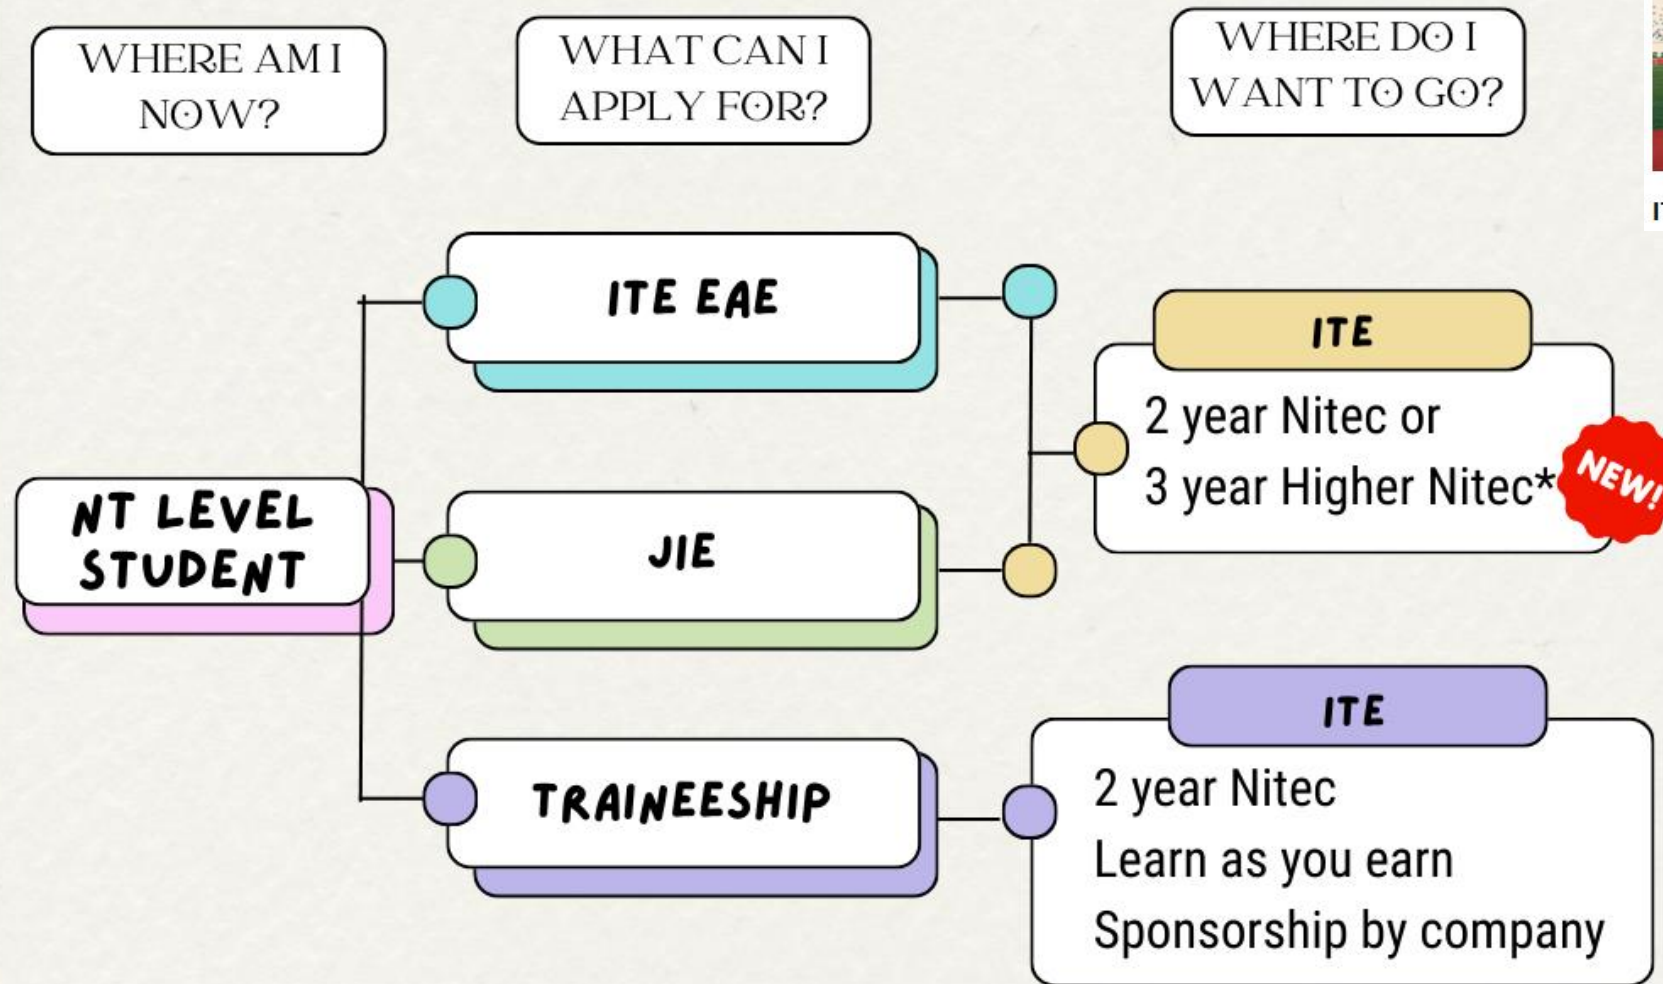 WHERE AM I
NOW?
WHAT CAN I
APPLY FOR?
WHERE DO I
WANT TO GO?
ITE EAE
ITE
2 year Nitec or
3 year Higher Nitec*
NEW!
NT LEVEL
STUDENT
JIE
TRAINEESHIP
ITE
2 year Nitec
Learn as you earn
Sponsorship by company